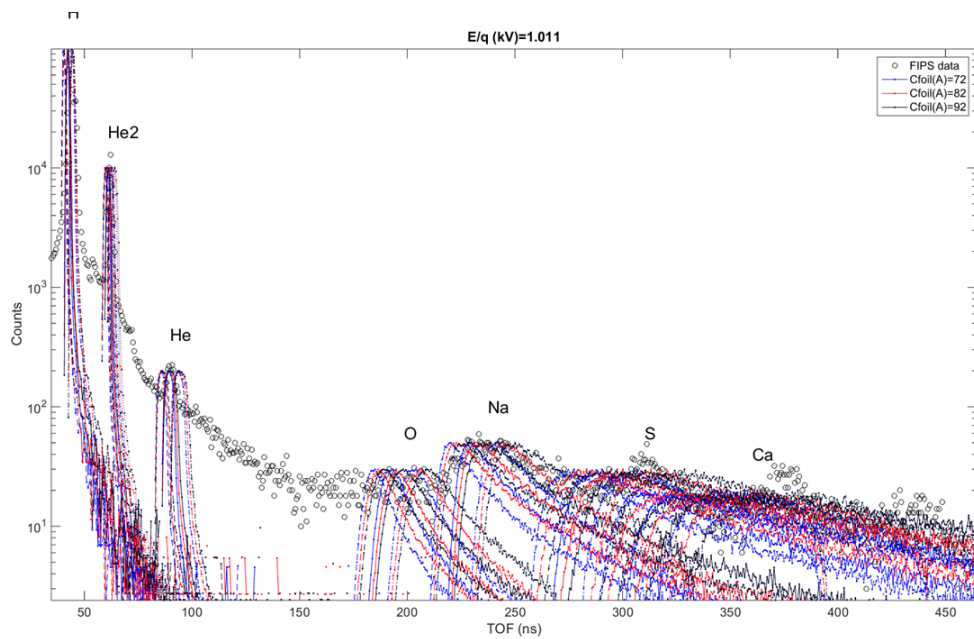 H
E/q (kV)=1.011
FIPS data
Cfoil(A)=72
Cfoil(A)=82
Cfoil(A)=92
He2
He
O
Na
S
Ca
Counts
10^4
10^3
10^2
10^1
50 100 150 200 250 300 350 400 450
TOF (ns)